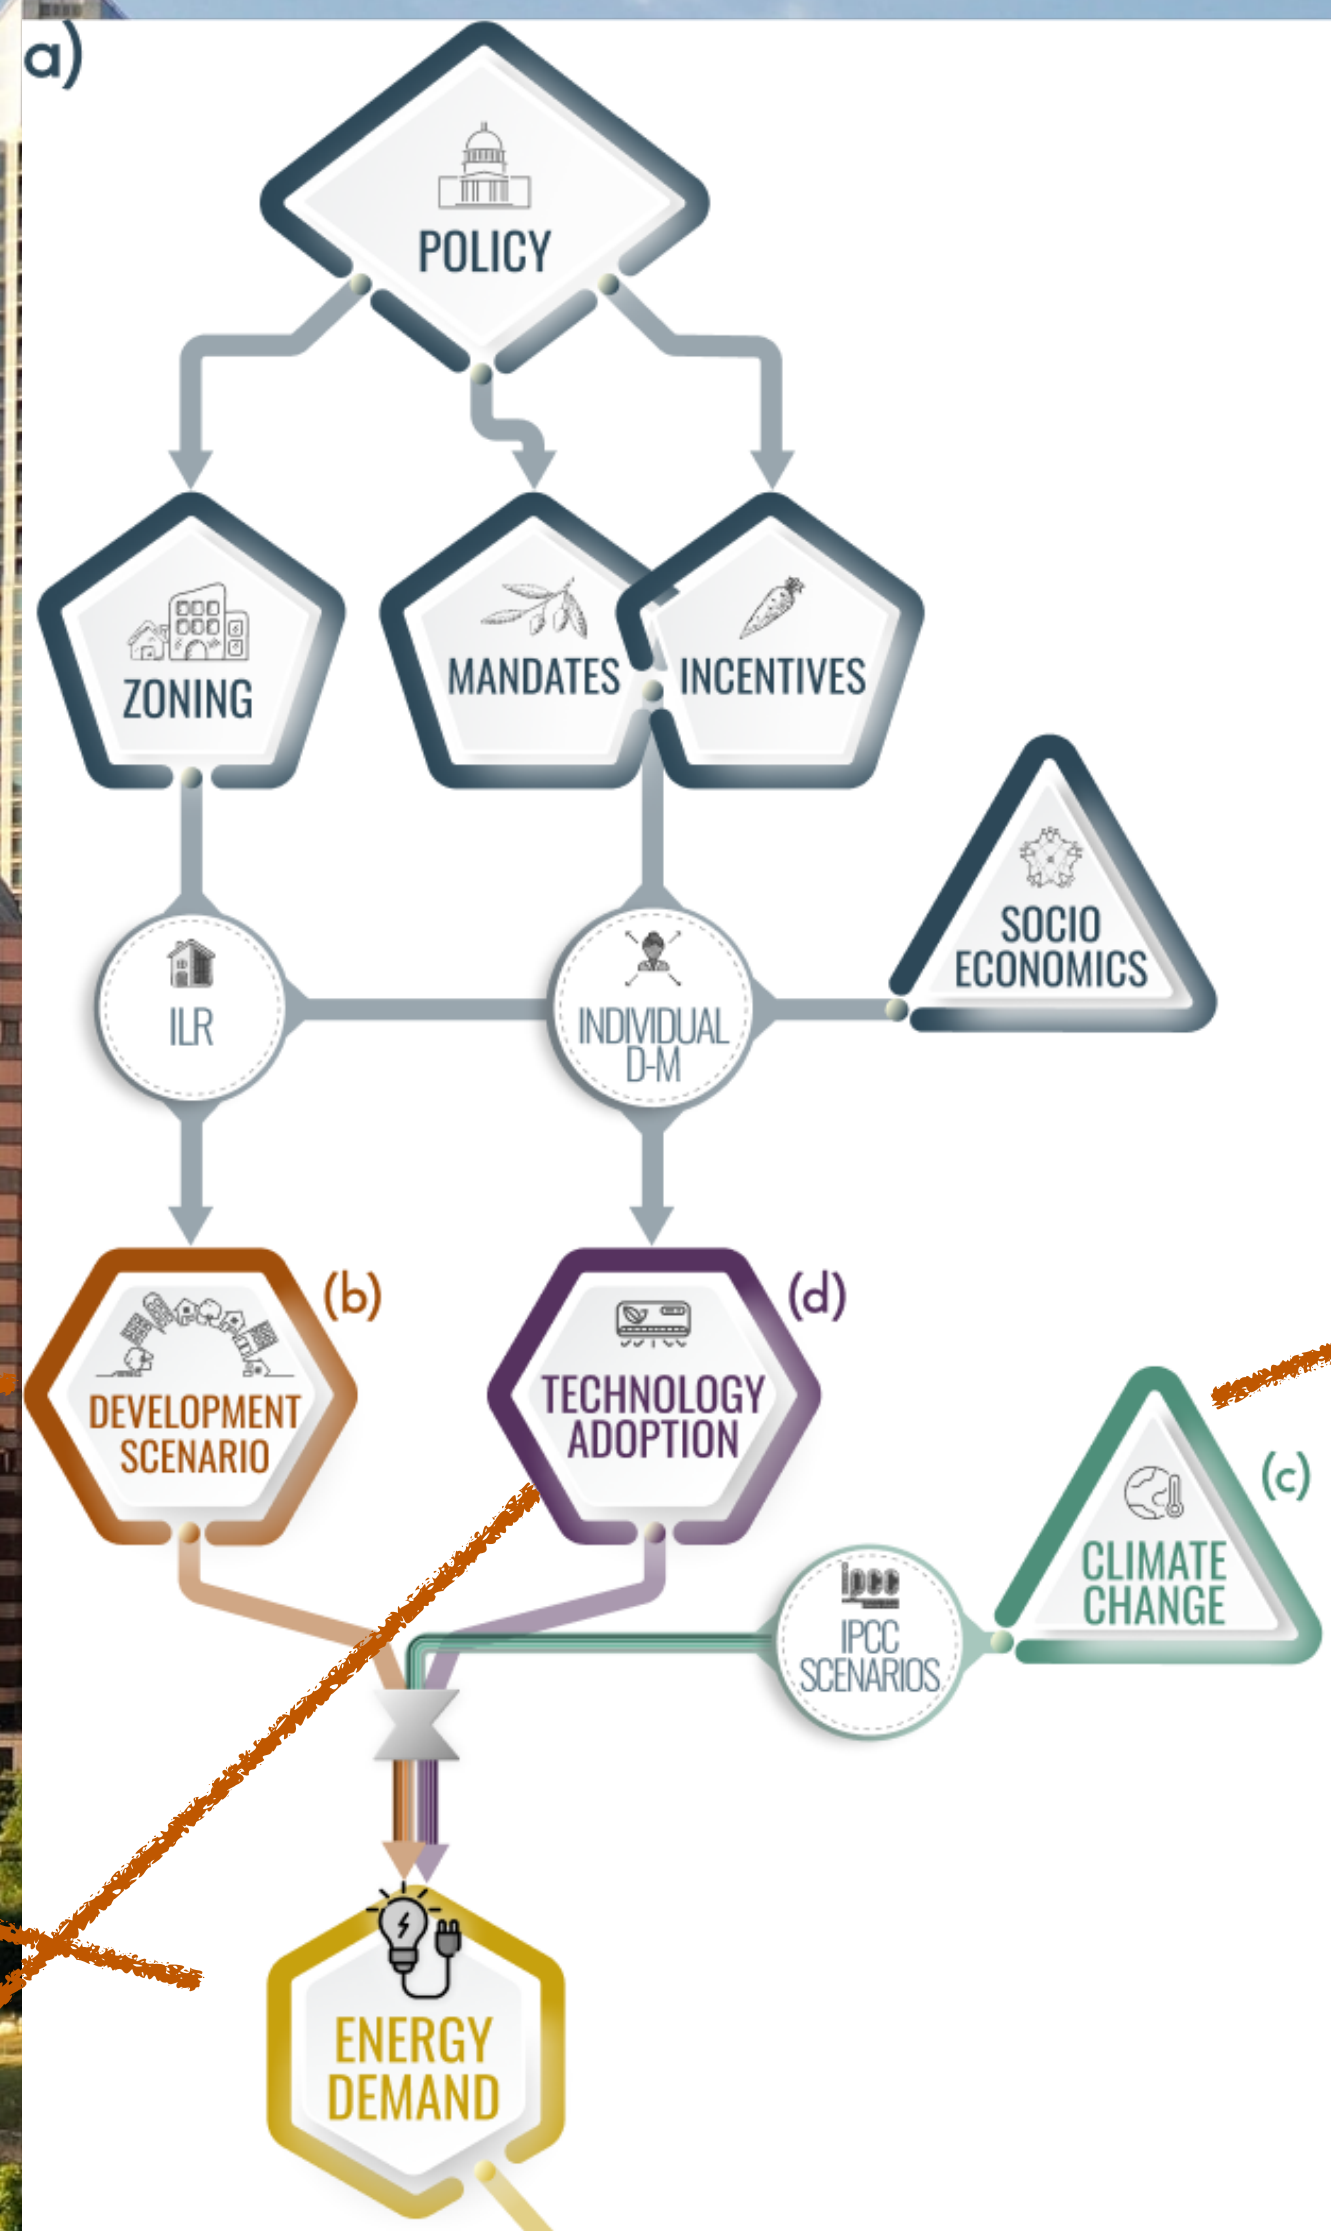 a)
POLICY
ZONING
MANDATES
INCENTIVES
SOCIO
ECONOMICS
ILR
INDIVIDUAL
D-M
(b)
DEVELOPMENT
SCENARIO
(d)
TECHNOLOGY
ADOPTION
(c)
CLIMATE
CHANGE
ipcc
IPCC
SCENARIOS
ENERGY
DEMAND